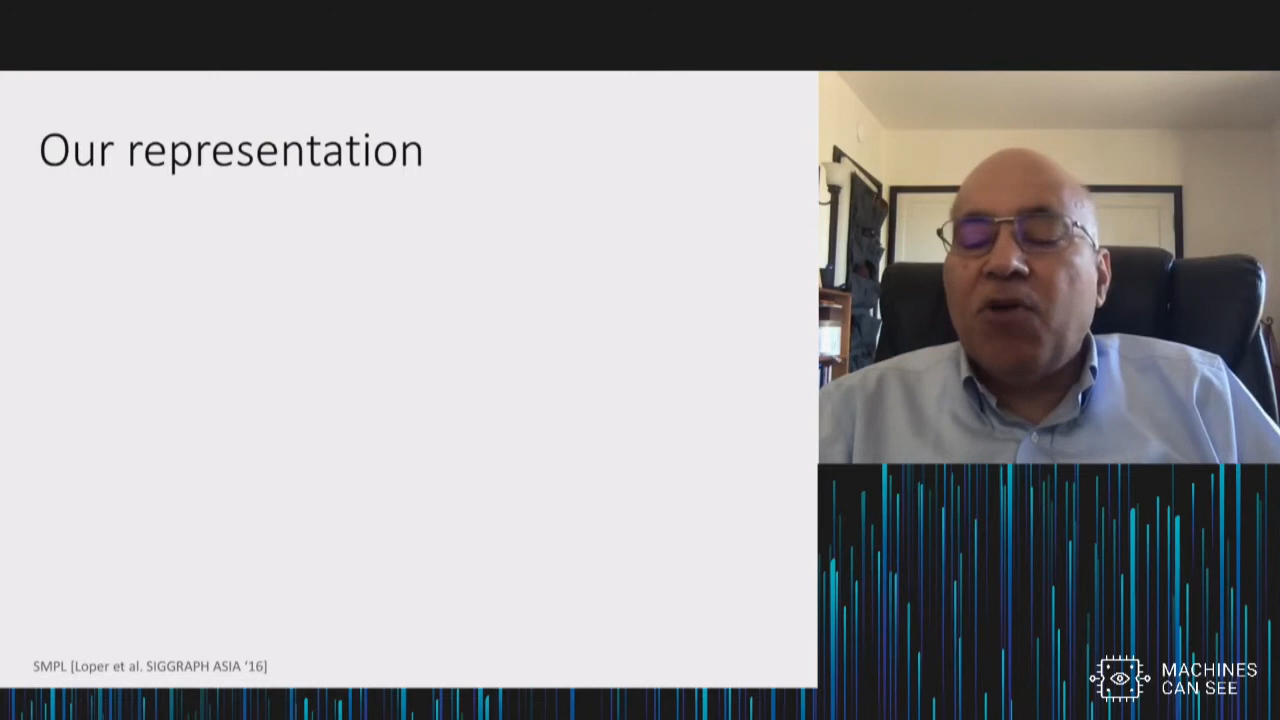 Our representation
SMPL [Loper et al. SIGGRAPH ASIA ‘16]
MACHINES
CAN SEE